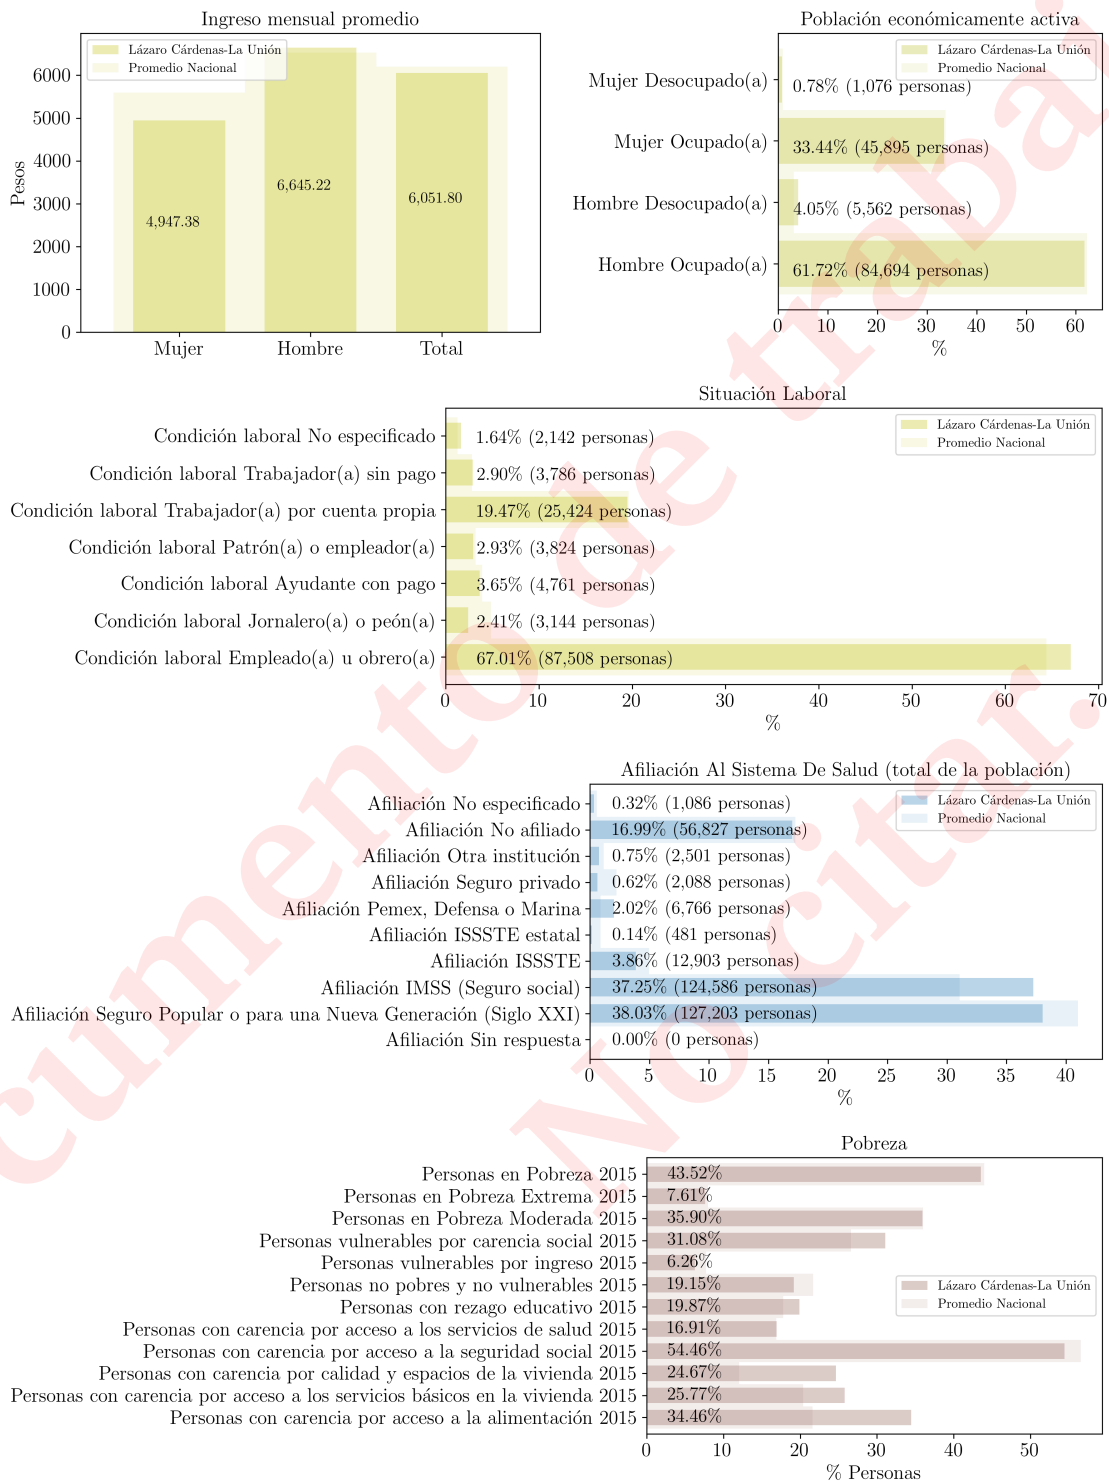 Ingreso mensual promedio
Lázaro Cárdenas-La Unión
Promedio Nacional
Pesos
6000
5000
4000
3000
2000
1000
0
4,947.38
6,645.22
6,051.80
Mujer
Hombre
Total
Población económicamente activa
Lázaro Cárdenas-La Unión
Promedio Nacional
Mujer Desocupado(a) 0.78% (1,076 personas)
Mujer Ocupado(a) 33.44% (45,895 personas)
Hombre Desocupado(a) 4.05% (5,562 personas)
Hombre Ocupado(a) 61.72% (84,694 personas)
0 10 20 30 40 50 60
%
Situación Laboral
Lázaro Cárdenas-La Unión
Promedio Nacional
Condición laboral No especificado 1.64% (2,142 personas)
Condición laboral Trabajador(a) sin pago 2.90% (3,786 personas)
Condición laboral Trabajador(a) por cuenta propia 19.47% (25,424 personas)
Condición laboral Patrón(a) o empleador(a) 2.93% (3,824 personas)
Condición laboral Ayudante con pago 3.65% (4,761 personas)
Condición laboral Jornalero(a) o peón(a) 2.41% (3,144 personas)
Condición laboral Empleado(a) u obrero(a) 67.01% (87,508 personas)
0 10 20 30 40 50 60 70
%
Afiliación Al Sistema De Salud (total de la población)
Lázaro Cárdenas-La Unión
Promedio Nacional
Afiliación No especificado 0.32% (1,086 personas)
Afiliación No afiliado 16.99% (56,827 personas)
Afiliación Otra institución 0.75% (2,501 personas)
Afiliación Seguro privado 0.62% (2,088 personas)
Afiliación Pemex, Defensa o Marina 2.02% (6,766 personas)
Afiliación ISSSTE estatal 0.14% (481 personas)
Afiliación ISSSTE 3.86% (12,903 personas)
Afiliación IMSS (Seguro social) 37.25% (124,586 personas)
Afiliación Seguro Popular o para una Nueva Generación (Siglo XXI) 38.03% (127,203 personas)
Afiliación Sin respuesta 0.00% (0 personas)
0 5 10 15 20 25 30 35 40
%
Pobreza
Personas en Pobreza 2015 43.52%
Personas en Pobreza Extrema 2015 7.61%
Personas en Pobreza Moderada 2015 35.90%
Personas vulnerables por carencia social 2015 31.08%
Personas vulnerables por ingreso 2015 6.26%
Personas no pobres y no vulnerables 2015 19.15%
Lázaro Cárdenas-La Unión
Promedio Nacional
Personas con rezago educativo 2015 19.87%
Personas con carencia por acceso a los servicios de salud 2015 16.91%
Personas con carencia por acceso a la seguridad social 2015 54.46%
Personas con carencia por calidad y espacios de la vivienda 2015 24.67%
Personas con carencia por acceso a los servicios básicos en la vivienda 2015 25.77%
Personas con carencia por acceso a la alimentación 2015 34.46%
0 10 20 30 40 50
% Personas
cumento de trabaj
No citar.